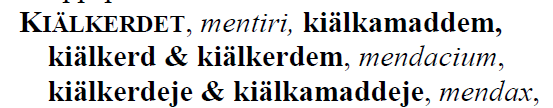 KIÄLKERDET, mentiri, kiälkamaddem,
kiälkerd & kiälkerdem, mendacium,
kiälkerdeje & kiälkamaddeje, mendax,